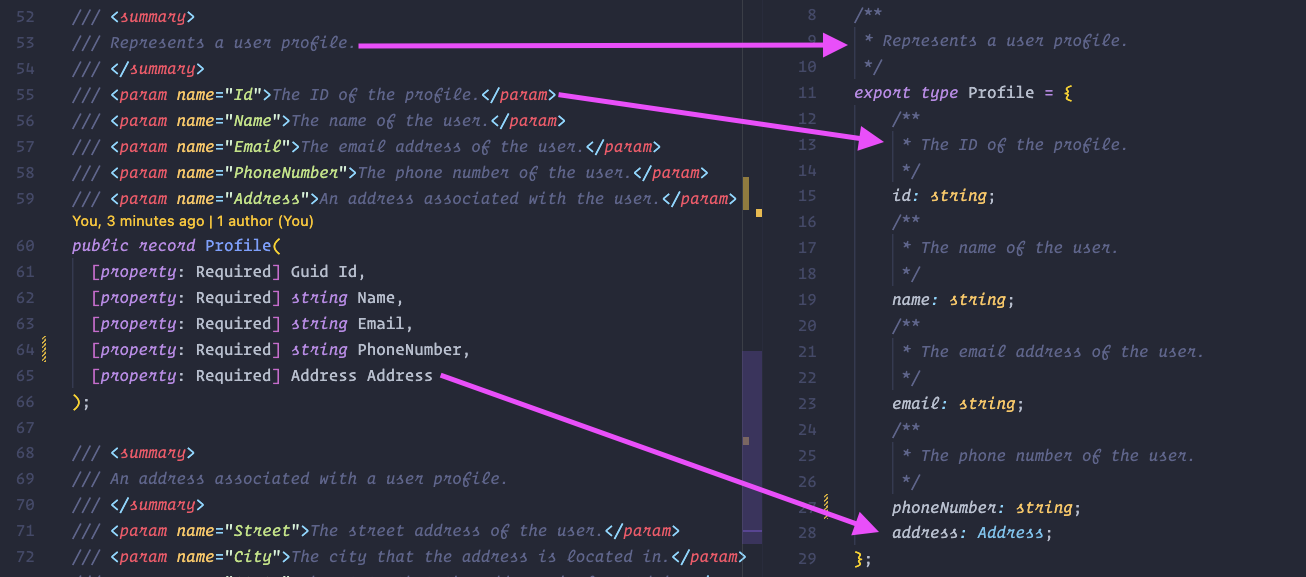 52 /// <summary>
53 /// Represents a user profile.
54 /// </summary>
55 /// <param name="Id">The ID of the profile.</param>
56 /// <param name="Name">The name of the user.</param>
57 /// <param name="Email">The email address of the user.</param>
58 /// <param name="PhoneNumber">The phone number of the user.</param>
59 /// <param name="Address">An address associated with the user.</param>
You, 3 minutes ago | 1 author (You)
60 public record Profile(
61 [property: Required] Guid Id,
62 [property: Required] string Name,
63 [property: Required] string Email,
64 [property: Required] string PhoneNumber,
65 [property: Required] Address Address
66 );
67
68 /// <summary>
69 /// An address associated with a user profile.
70 /// </summary>
71 /// <param name="Street">The street address of the user.</param>
72 /// <param name="City">The city that the address is located in.</param>
8 /**
9 * Represents a user profile.
10 */
11 export type Profile = {
12 /**
13 * The ID of the profile.
14 */
15 id: string;
16 /**
17 * The name of the user.
18 */
19 name: string;
20 /**
21 * The email address of the user.
22 */
23 email: string;
24 /**
25 * The phone number of the user.
26 */
27 phoneNumber: string;
28 address: Address;
29 };